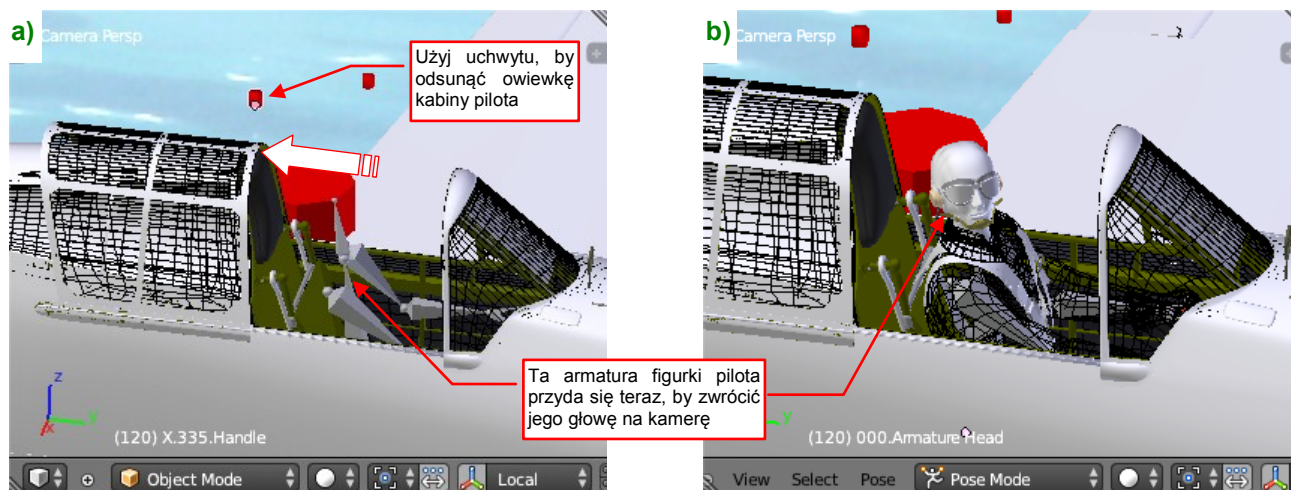 a)
Camera Persp
Użyj uchwytu, by
odsunąć owiewkę
kabiny pilota
z
y
x
(120) X.335.Handle
Object Mode
Local
b)
Camera Persp
Ta armatura figurki pilota
przyda się teraz, by zwrócić
jego głowę na kamerę
y
(120) 000.Armature Head
View Select Pose Pose Mode